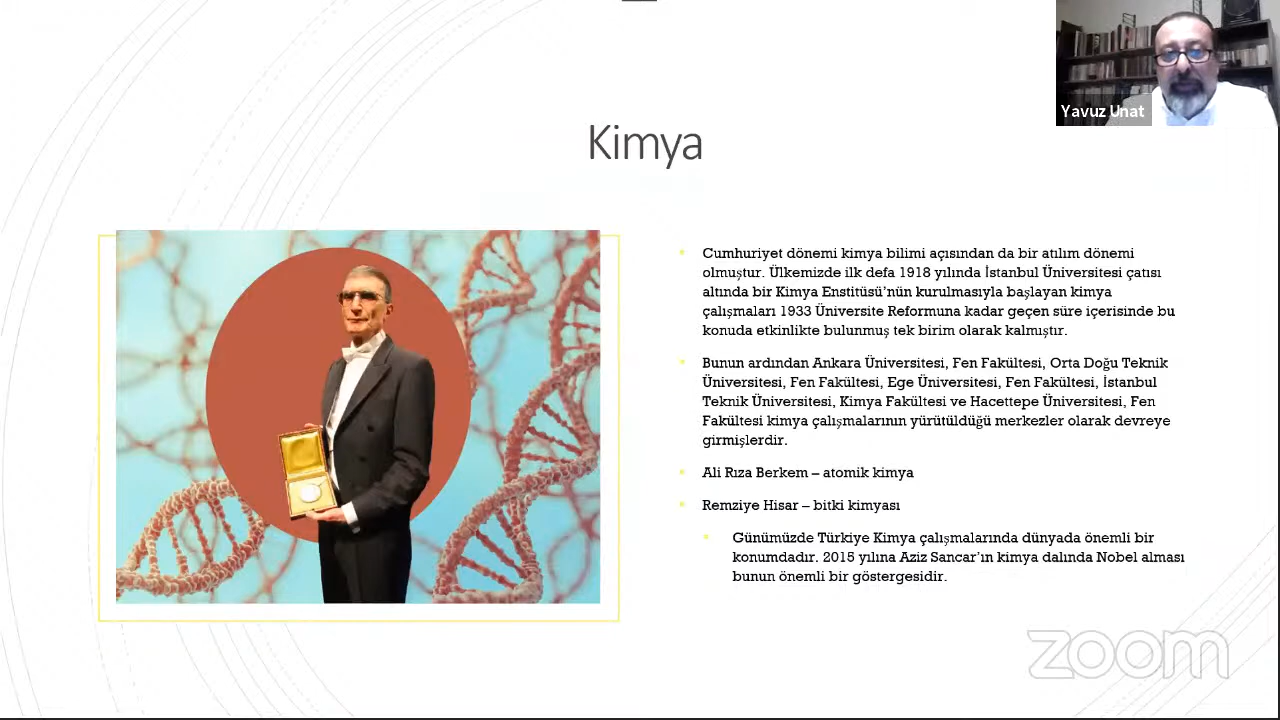 Yavuz Unat
Kimya
Cumhuriyet dönemi kimya bilimi açısından da bir atılım dönemi
olmuştur. Ülkemizde ilk defa 1918 yılında İstanbul Üniversitesi çatısı
altında bir Kimya Enstitüsü’nün kurulmasıyla başlayan kimya
çalışmaları 1933 Üniversite Reformuna kadar geçen süre içerisinde bu
konuda etkinlikte bulunmuş tek birim olarak kalmıştır.
Bunun ardından Ankara Üniversitesi, Fen Fakültesi, Orta Doğu Teknik
Üniversitesi, Fen Fakültesi, Ege Üniversitesi, Fen Fakültesi, İstanbul
Teknik Üniversitesi, Kimya Fakültesi ve Hacettepe Üniversitesi, Fen
Fakültesi kimya çalışmalarının yürütüldüğü merkezler olarak devreye
girmişlerdir.
Ali Rıza Berkem – atomik kimya
Remziye Hisar – bitki kimyası
Günümüzde Türkiye Kimya çalışmalarında dünyada önemli bir
konumdadır. 2015 yılına Aziz Sancar’ın kimya dalında Nobel alması
bunun önemli bir göstergesidir.
zoom